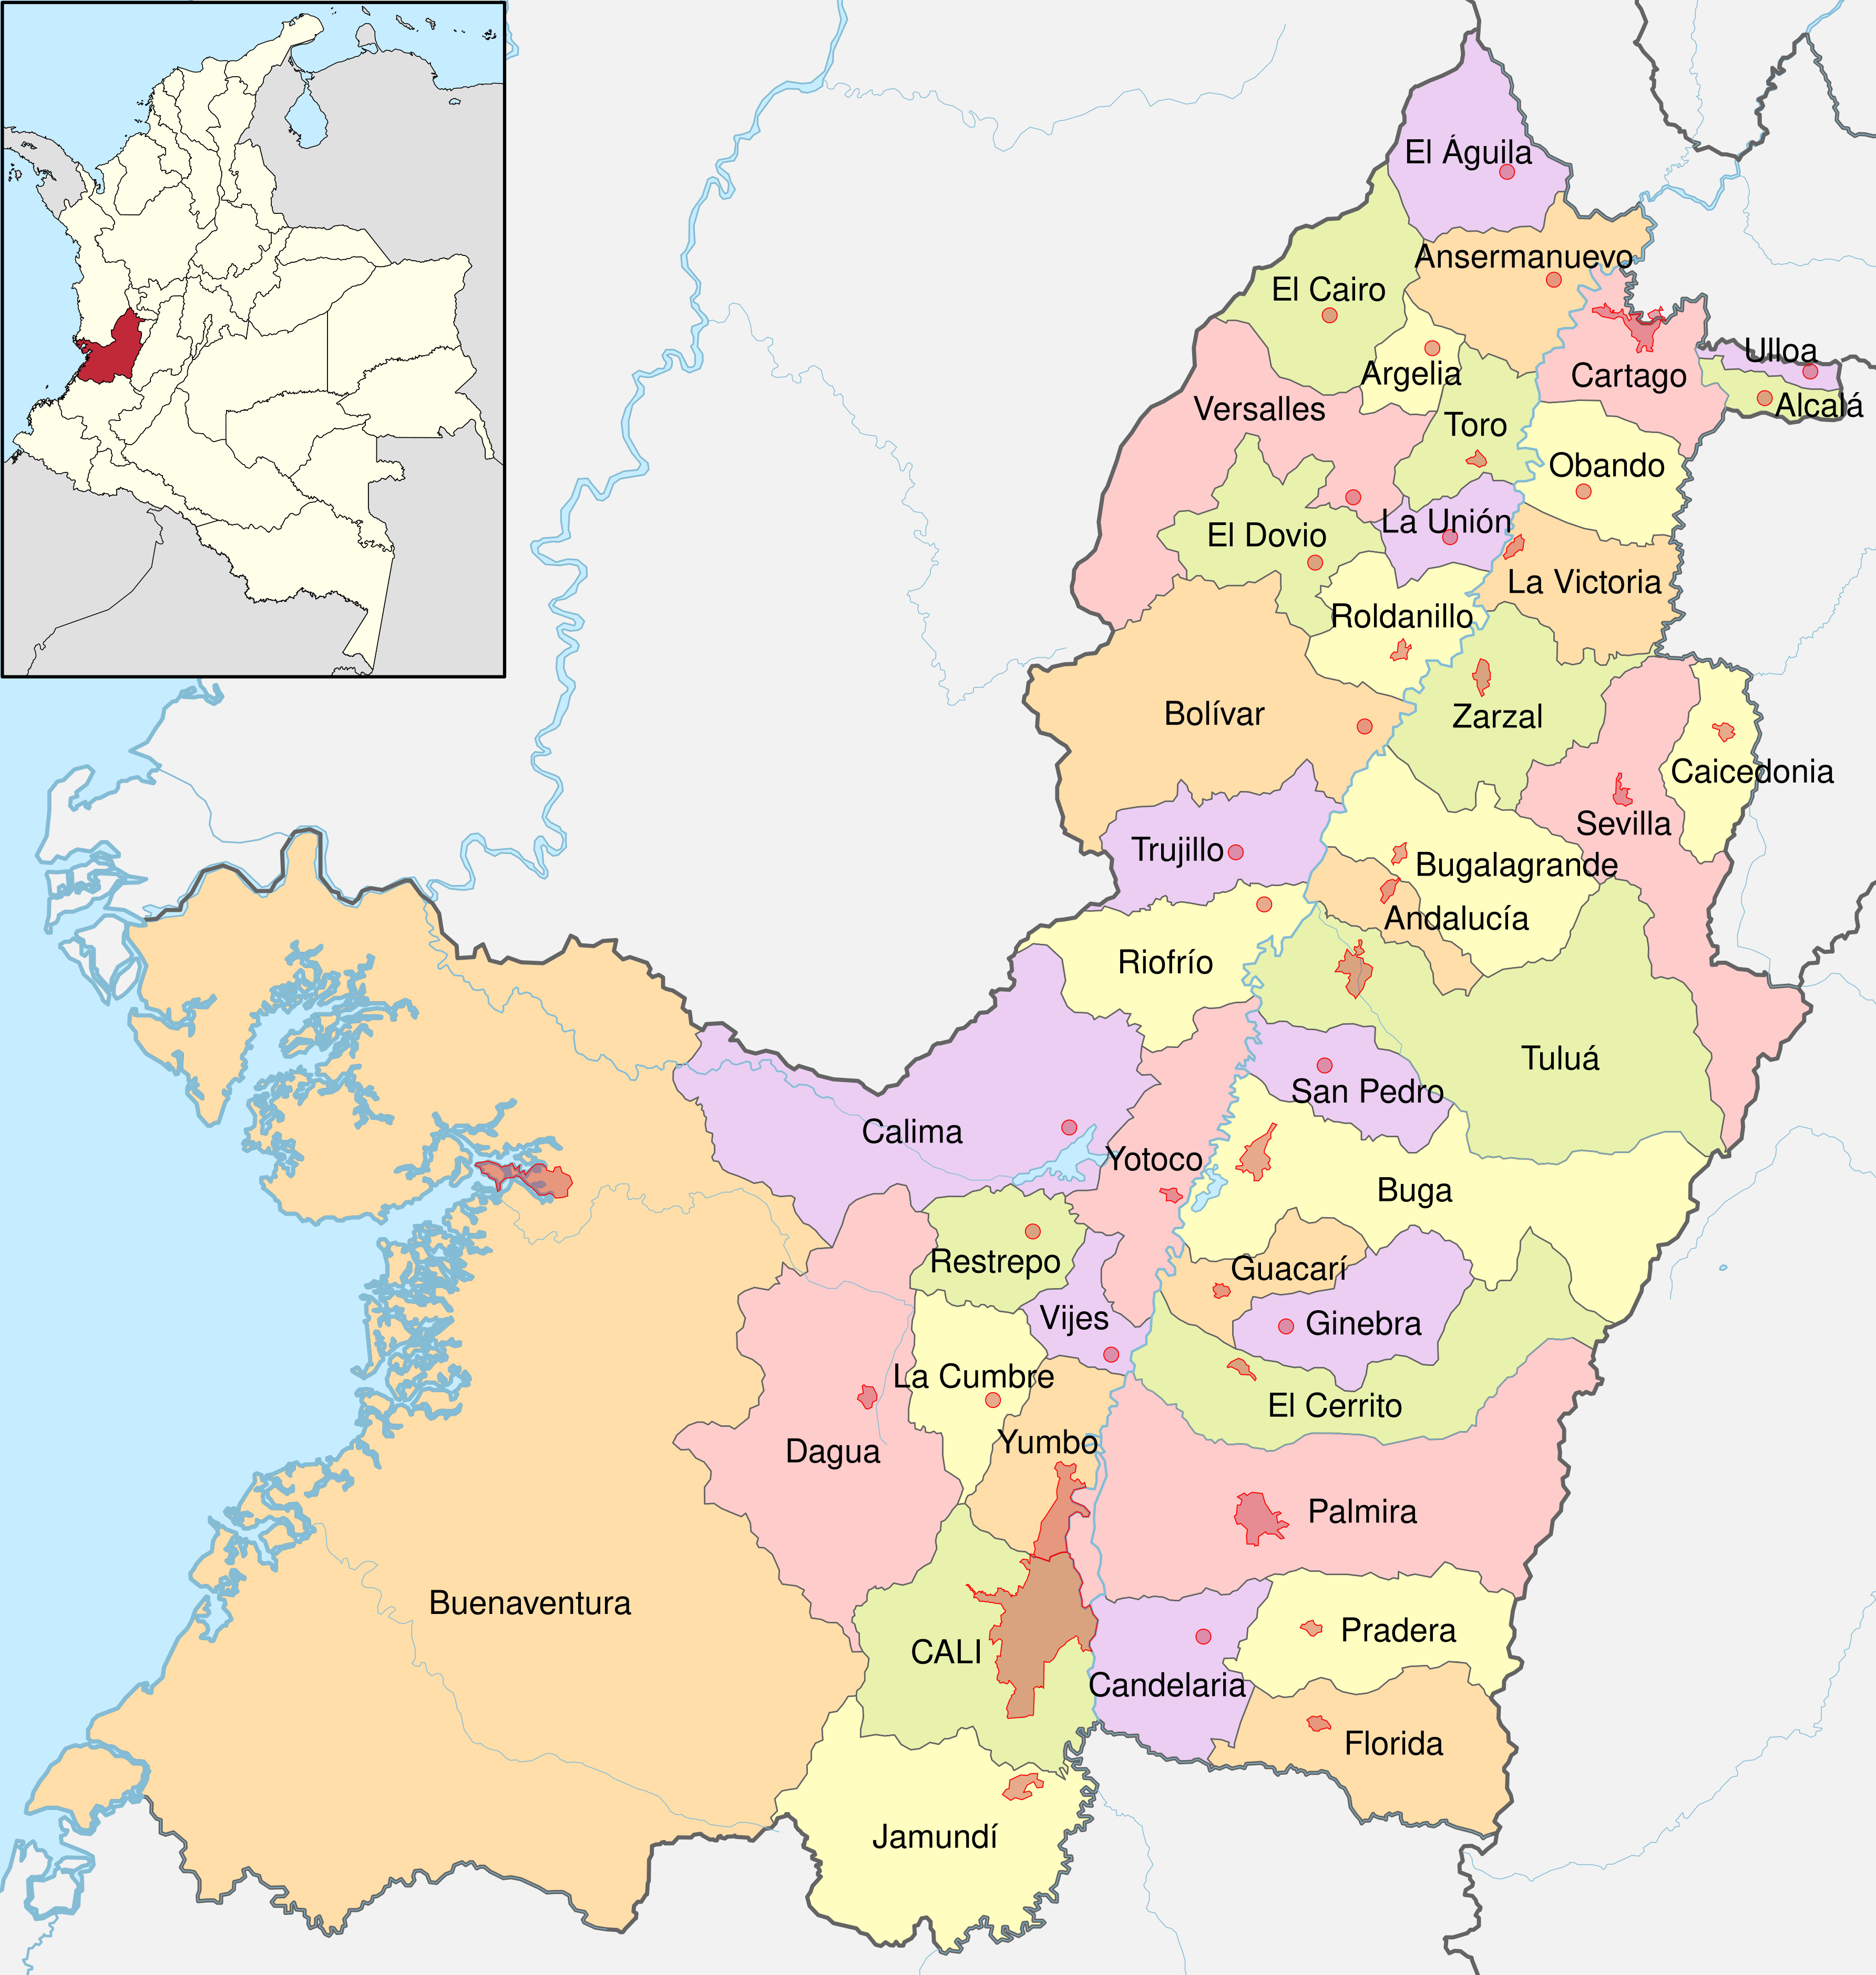 El Águila
Ansermanuevo
El Cairo
Ulloa
Argelia
Cartago
Alcalá
Versalles
Toro
Obando
La Unión
El Dovio
La Victoria
Roldanillo
Bolívar
Zarzal
Caicedonia
Sevilla
Trujillo
Bugalagrande
Andalucía
Riofrío
Tuluá
San Pedro
Calima
Yotoco
Buga
Restrepo
Guacarí
Vijes
Ginebra
La Cumbre
El Cerrito
Yumbo
Dagua
Palmira
Buenaventura
Pradera
CALI
Candelaria
Florida
Jamundí